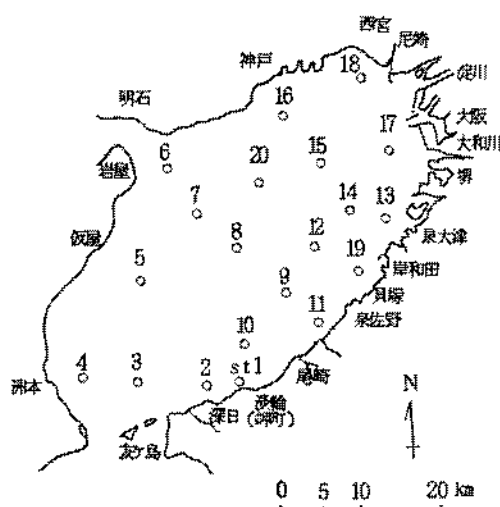 西宮
尼崎
神戸
18
淀川
明石
16
大阪
17
大和川
岩屋
6
20
15
堺
7
14
13
仮屋
8
12
泉大津
5
19
岸和田
9
貝塚
11
泉佐野
10
4
3
2
st1
尾崎
N
洲本
淡輪
深日
(岬町)
友ケ島
0 5 10 20 km